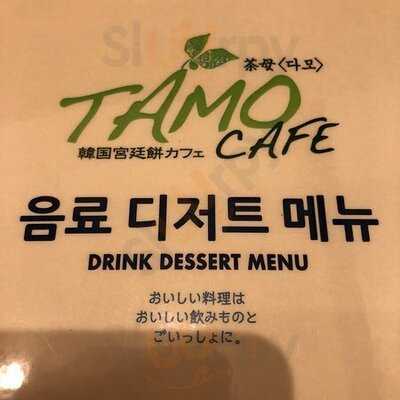 茶母〈다모〉
TAMO
CAFE
韓国宮廷餅カフェ
음료 디저트 메뉴
DRINK DESSERT MENU
おいしい料理は
おいしい飲みものと
ごいっしょに。